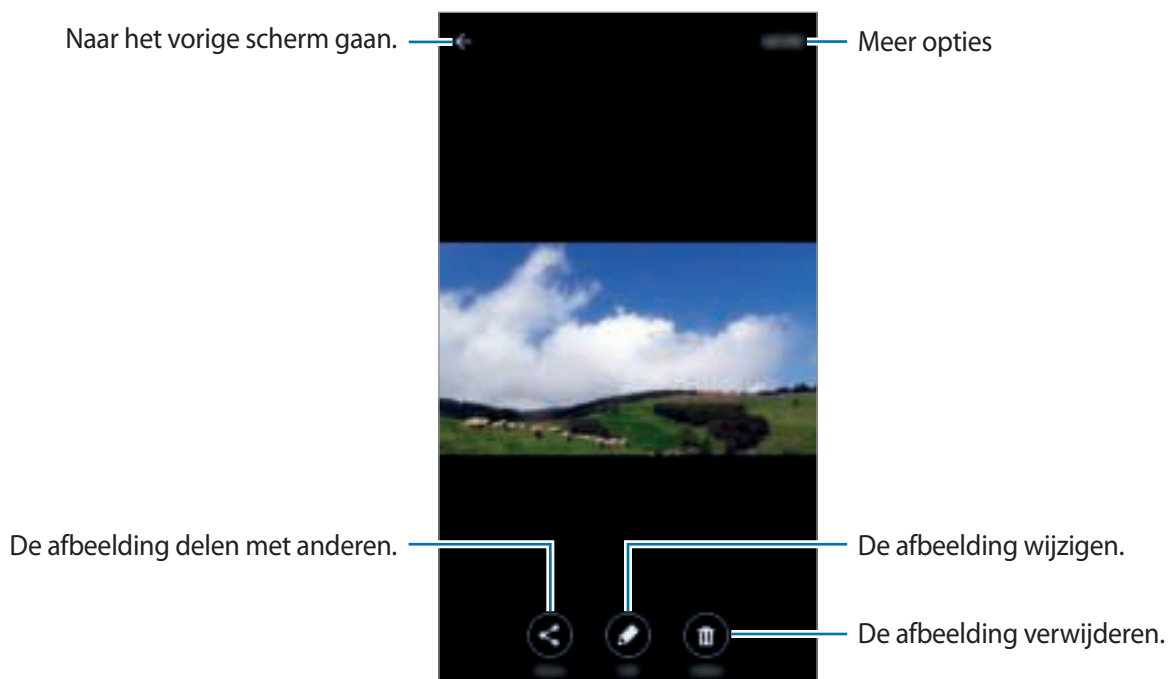 Naar het vorige scherm gaan.
Meer opties
De afbeelding delen met anderen.
De afbeelding wijzigen.
De afbeelding verwijderen.